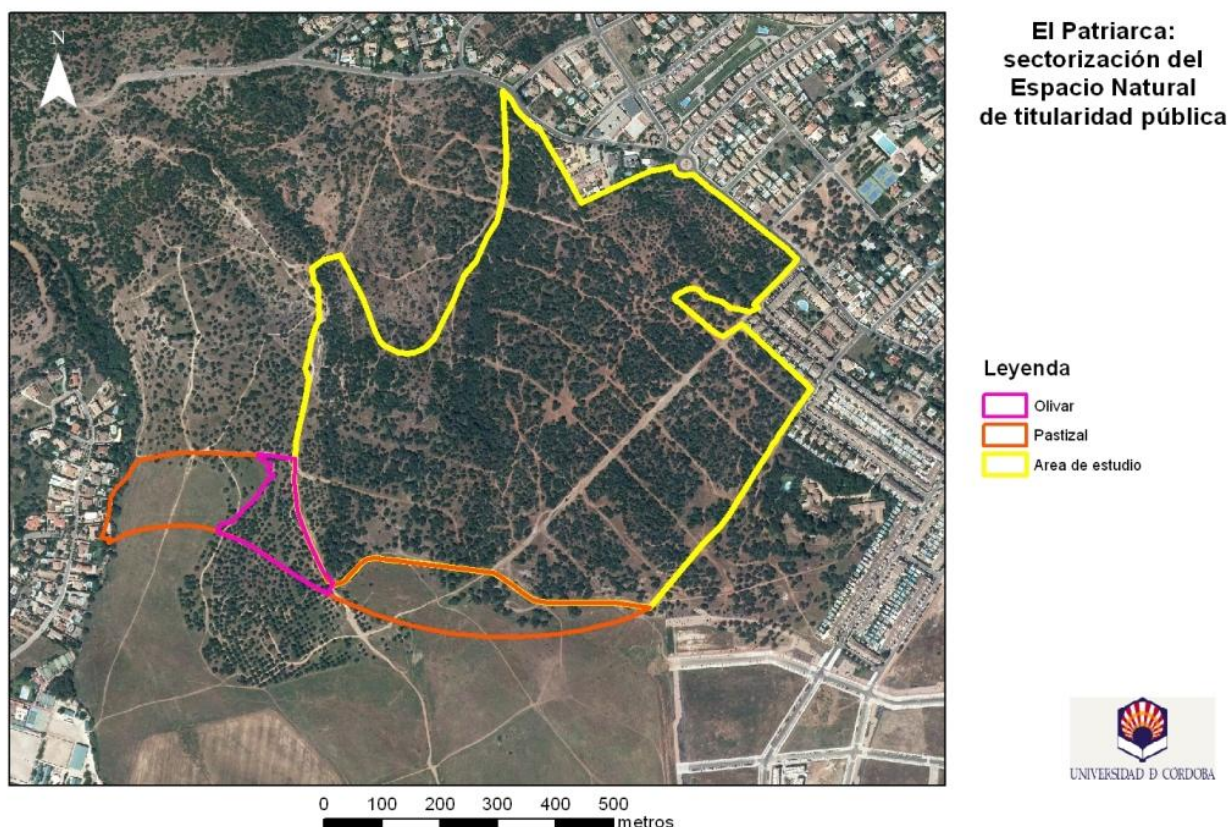 N
El Patriarca:
sectorización del
Espacio Natural
de titularidad pública
Leyenda
Olivar
Pastizal
Area de estudio
UNIVERSIDAD D CÓRDOBA
0 100 200 300 400 500
metros